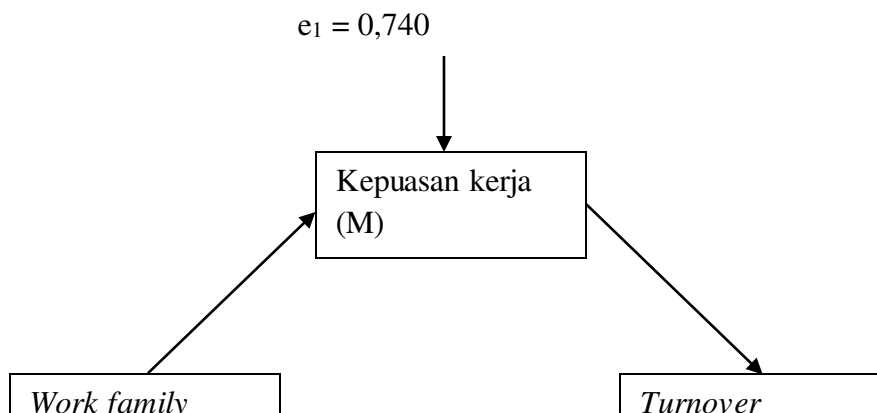 e₁ = 0,740
Kepuasan kerja
(M)
Work family
Turnover